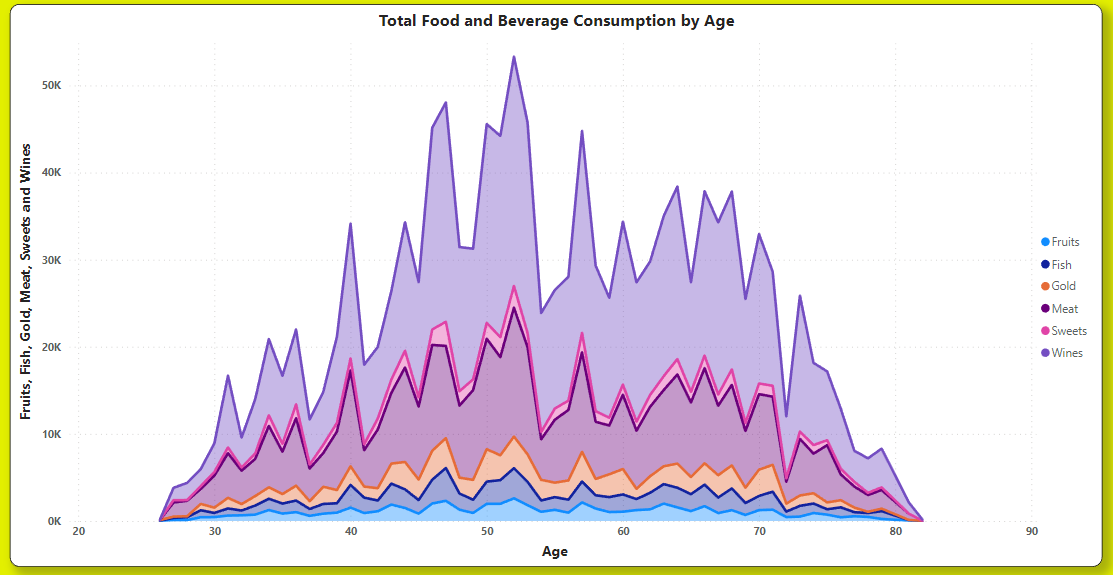 Total Food and Beverage Consumption by Age
Fruits, Fish, Gold, Meat, Sweets and Wines
50K
40K
30K
20K
10K
0K
20
30
40
50
60
70
80
90
Age
Fruits
Fish
Gold
Meat
Sweets
Wines